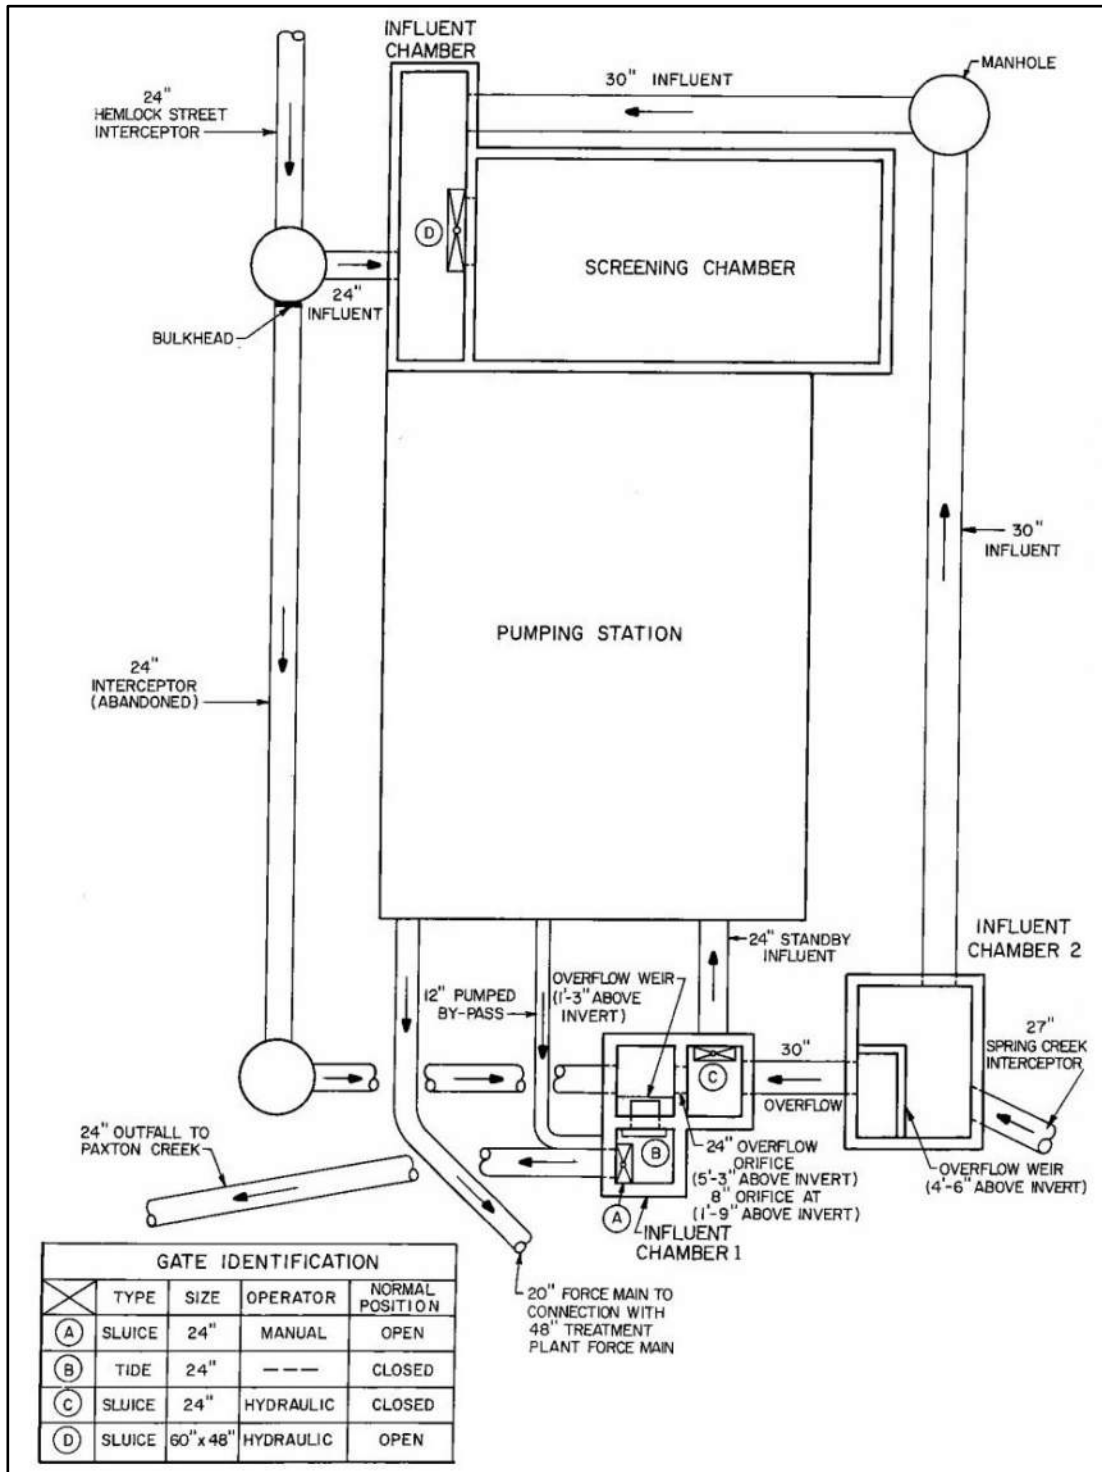 INFLUENT
CHAMBER
30" INFLUENT
MANHOLE
24"
HEMLOCK STREET
INTERCEPTOR
D
SCREENING CHAMBER
24"
INFLUENT
BULKHEAD
30"
INFLUENT
PUMPING STATION
24"
INTERCEPTOR
(ABANDONED)
24" STANDBY
INFLUENT
INFLUENT
CHAMBER 2
OVERFLOW WEIR
(1'-3" ABOVE
INVERT)
12" PUMPED
BY-PASS
27"
SPRING CREEK
INTERCEPTOR
30"
OVERFLOW
C
B
A
24" OUTFALL TO
PAXTON CREEK
24" OVERFLOW
ORIFICE
(5'-3" ABOVE INVERT)
8" ORIFICE AT
(1'-9" ABOVE INVERT)
OVERFLOW WEIR
(4'-6" ABOVE INVERT)
INFLUENT
CHAMBER 1
20" FORCE MAIN TO
CONNECTION WITH
48" TREATMENT
PLANT FORCE MAIN
GATE IDENTIFICATION
TYPE SIZE OPERATOR NORMAL POSITION
A SLUICE 24" MANUAL OPEN
B TIDE 24" --- CLOSED
C SLUICE 24" HYDRAULIC CLOSED
D SLUICE 60"x48" HYDRAULIC OPEN